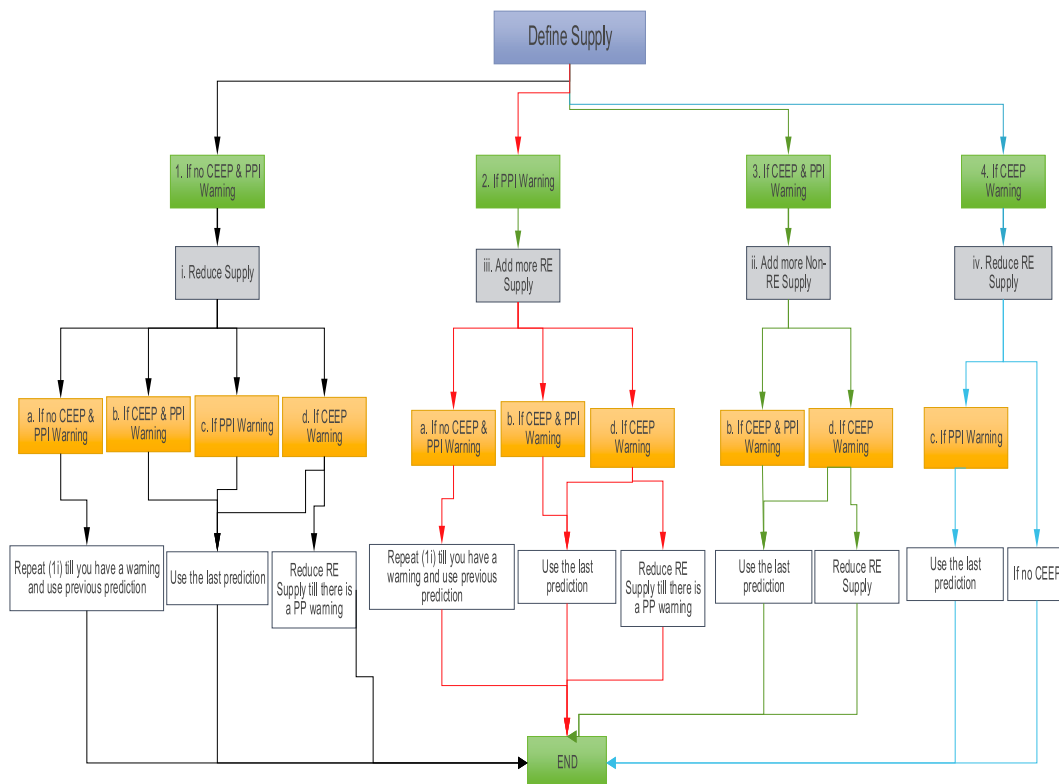 Define Supply
1. If no CEEP & PPI
Warning
2. If PPI Warning
3. If CEEP & PPI
Warning
4. If CEEP
Warning
i. Reduce Supply
iii. Add more RE
Supply
ii. Add more Non-
RE Supply
iv. Reduce RE
Supply
a. If no CEEP &
PPI Warning
b. If CEEP & PPI
Warning
c. If PPI Warning
d. If CEEP
Warning
a. If no CEEP &
PPI Warning
b. If CEEP & PPI
Warning
d. If CEEP
Warning
b. If CEEP & PPI
Warning
d. If CEEP
Warning
c. If PPI Warning
Repeat (1i) till you have a warning
and use previous prediction
Use the last prediction
Reduce RE
Supply till there is
a PP warning
Repeat (1i) till you have a
warning and use previous
prediction
Use the last
prediction
Reduce RE
Supply till there is
a PP warning
Use the last
prediction
Reduce RE
Supply
Use the last
prediction
If no CEEP
END